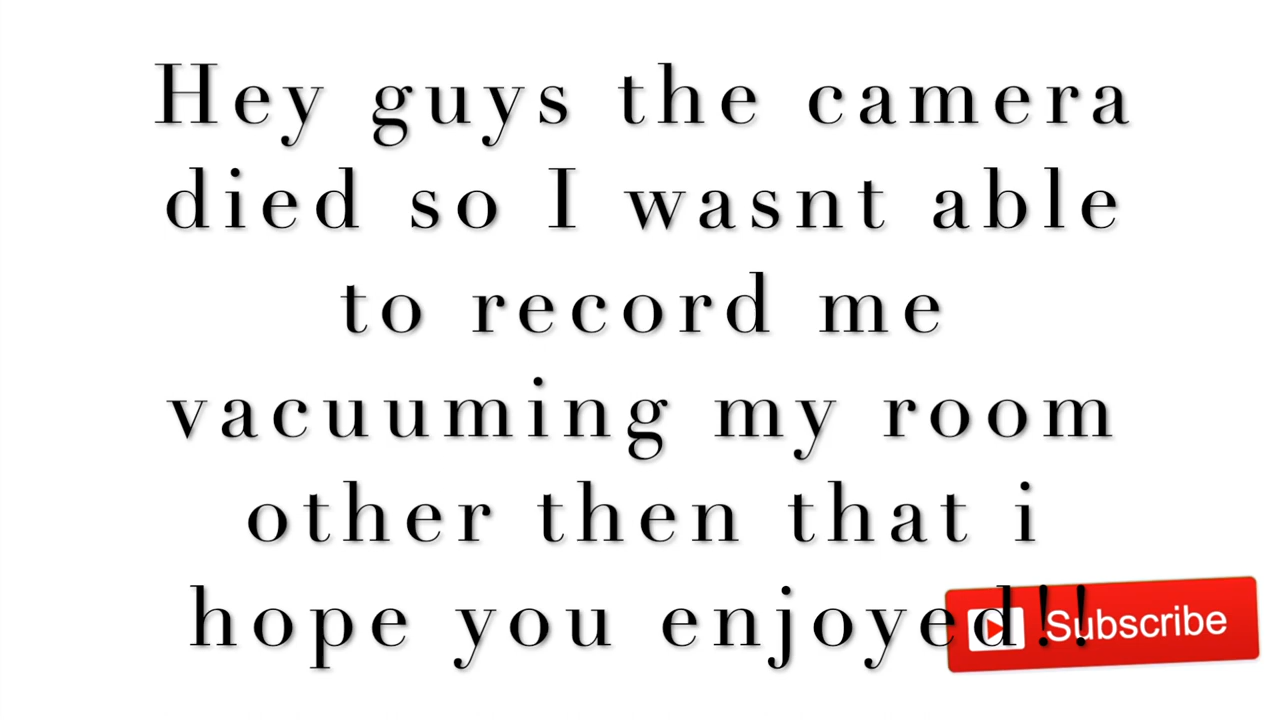 Hey guys the camera
died so I wasnt able
to record me
vacuuming my room
other then that i
hope you enjoyed!!
Subscribe